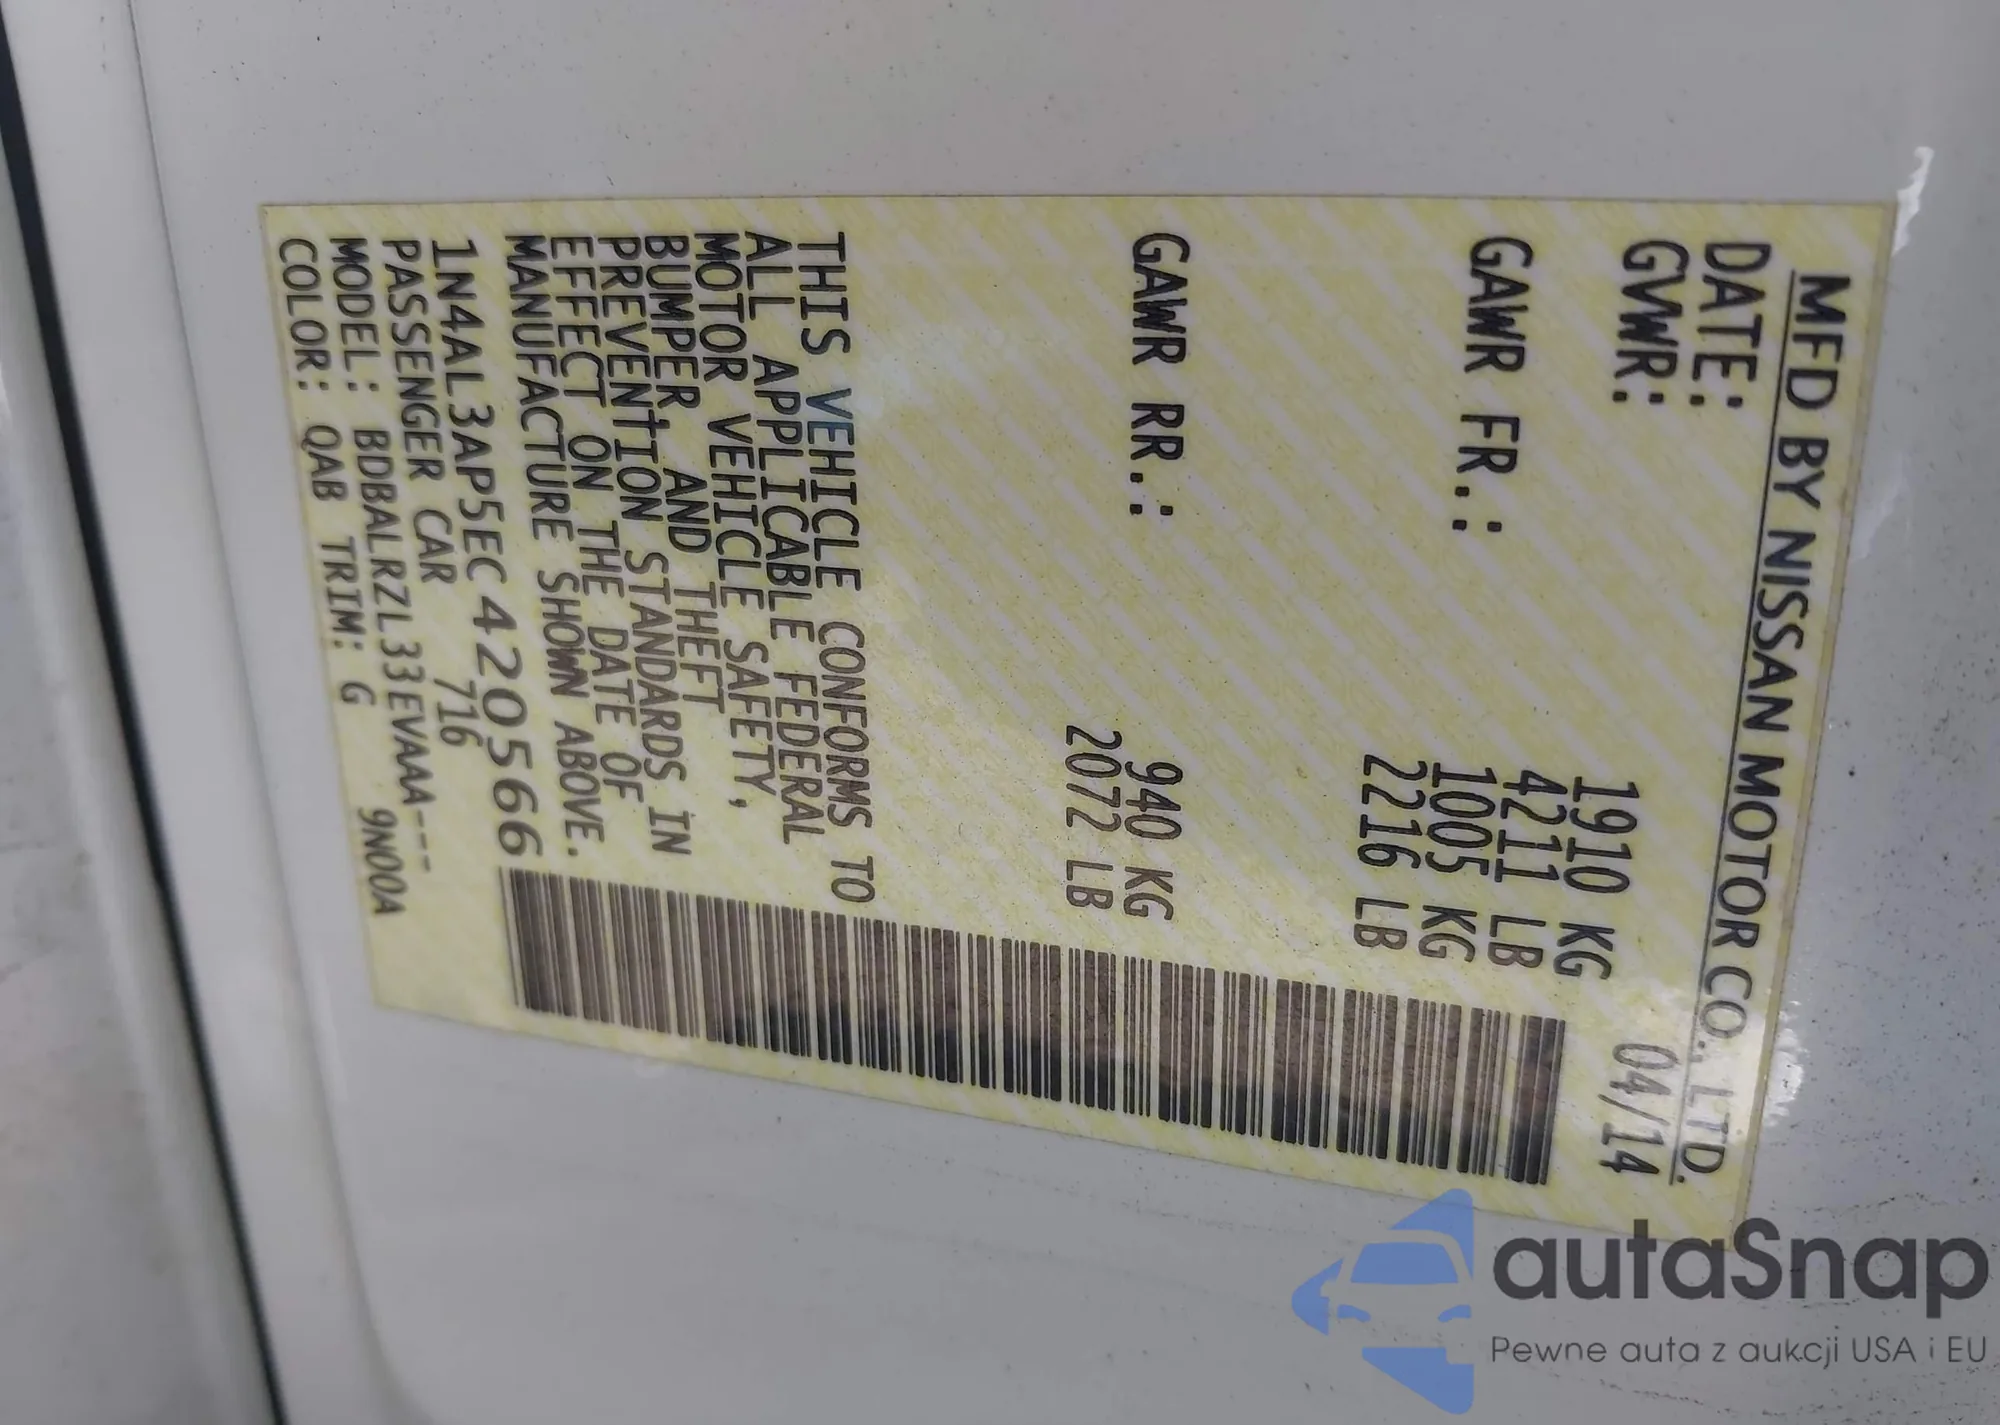 MFD BY NISSAN MOTOR CO., LTD.
DATE: 04/14
GVWR: 1910 KG
4211 LB
GAWR FR.: 1005 KG
2216 LB
GAWR RR.: 940 KG
2072 LB
THIS VEHICLE CONFORMS TO
ALL APPLICABLE FEDERAL
MOTOR VEHICLE SAFETY,
BUMPER, AND THEFT
PREVENTION STANDARDS IN
EFFECT ON THE DATE OF
MANUFACTURE SHOWN ABOVE.
1N4AL3AP5EC420566
PASSENGER CAR 716
MODEL: BDBALRZL33EVAAA---
COLOR: QAB TRIM: G 9N00A
autaSnap
Pewne auta z aukcji USA i EU